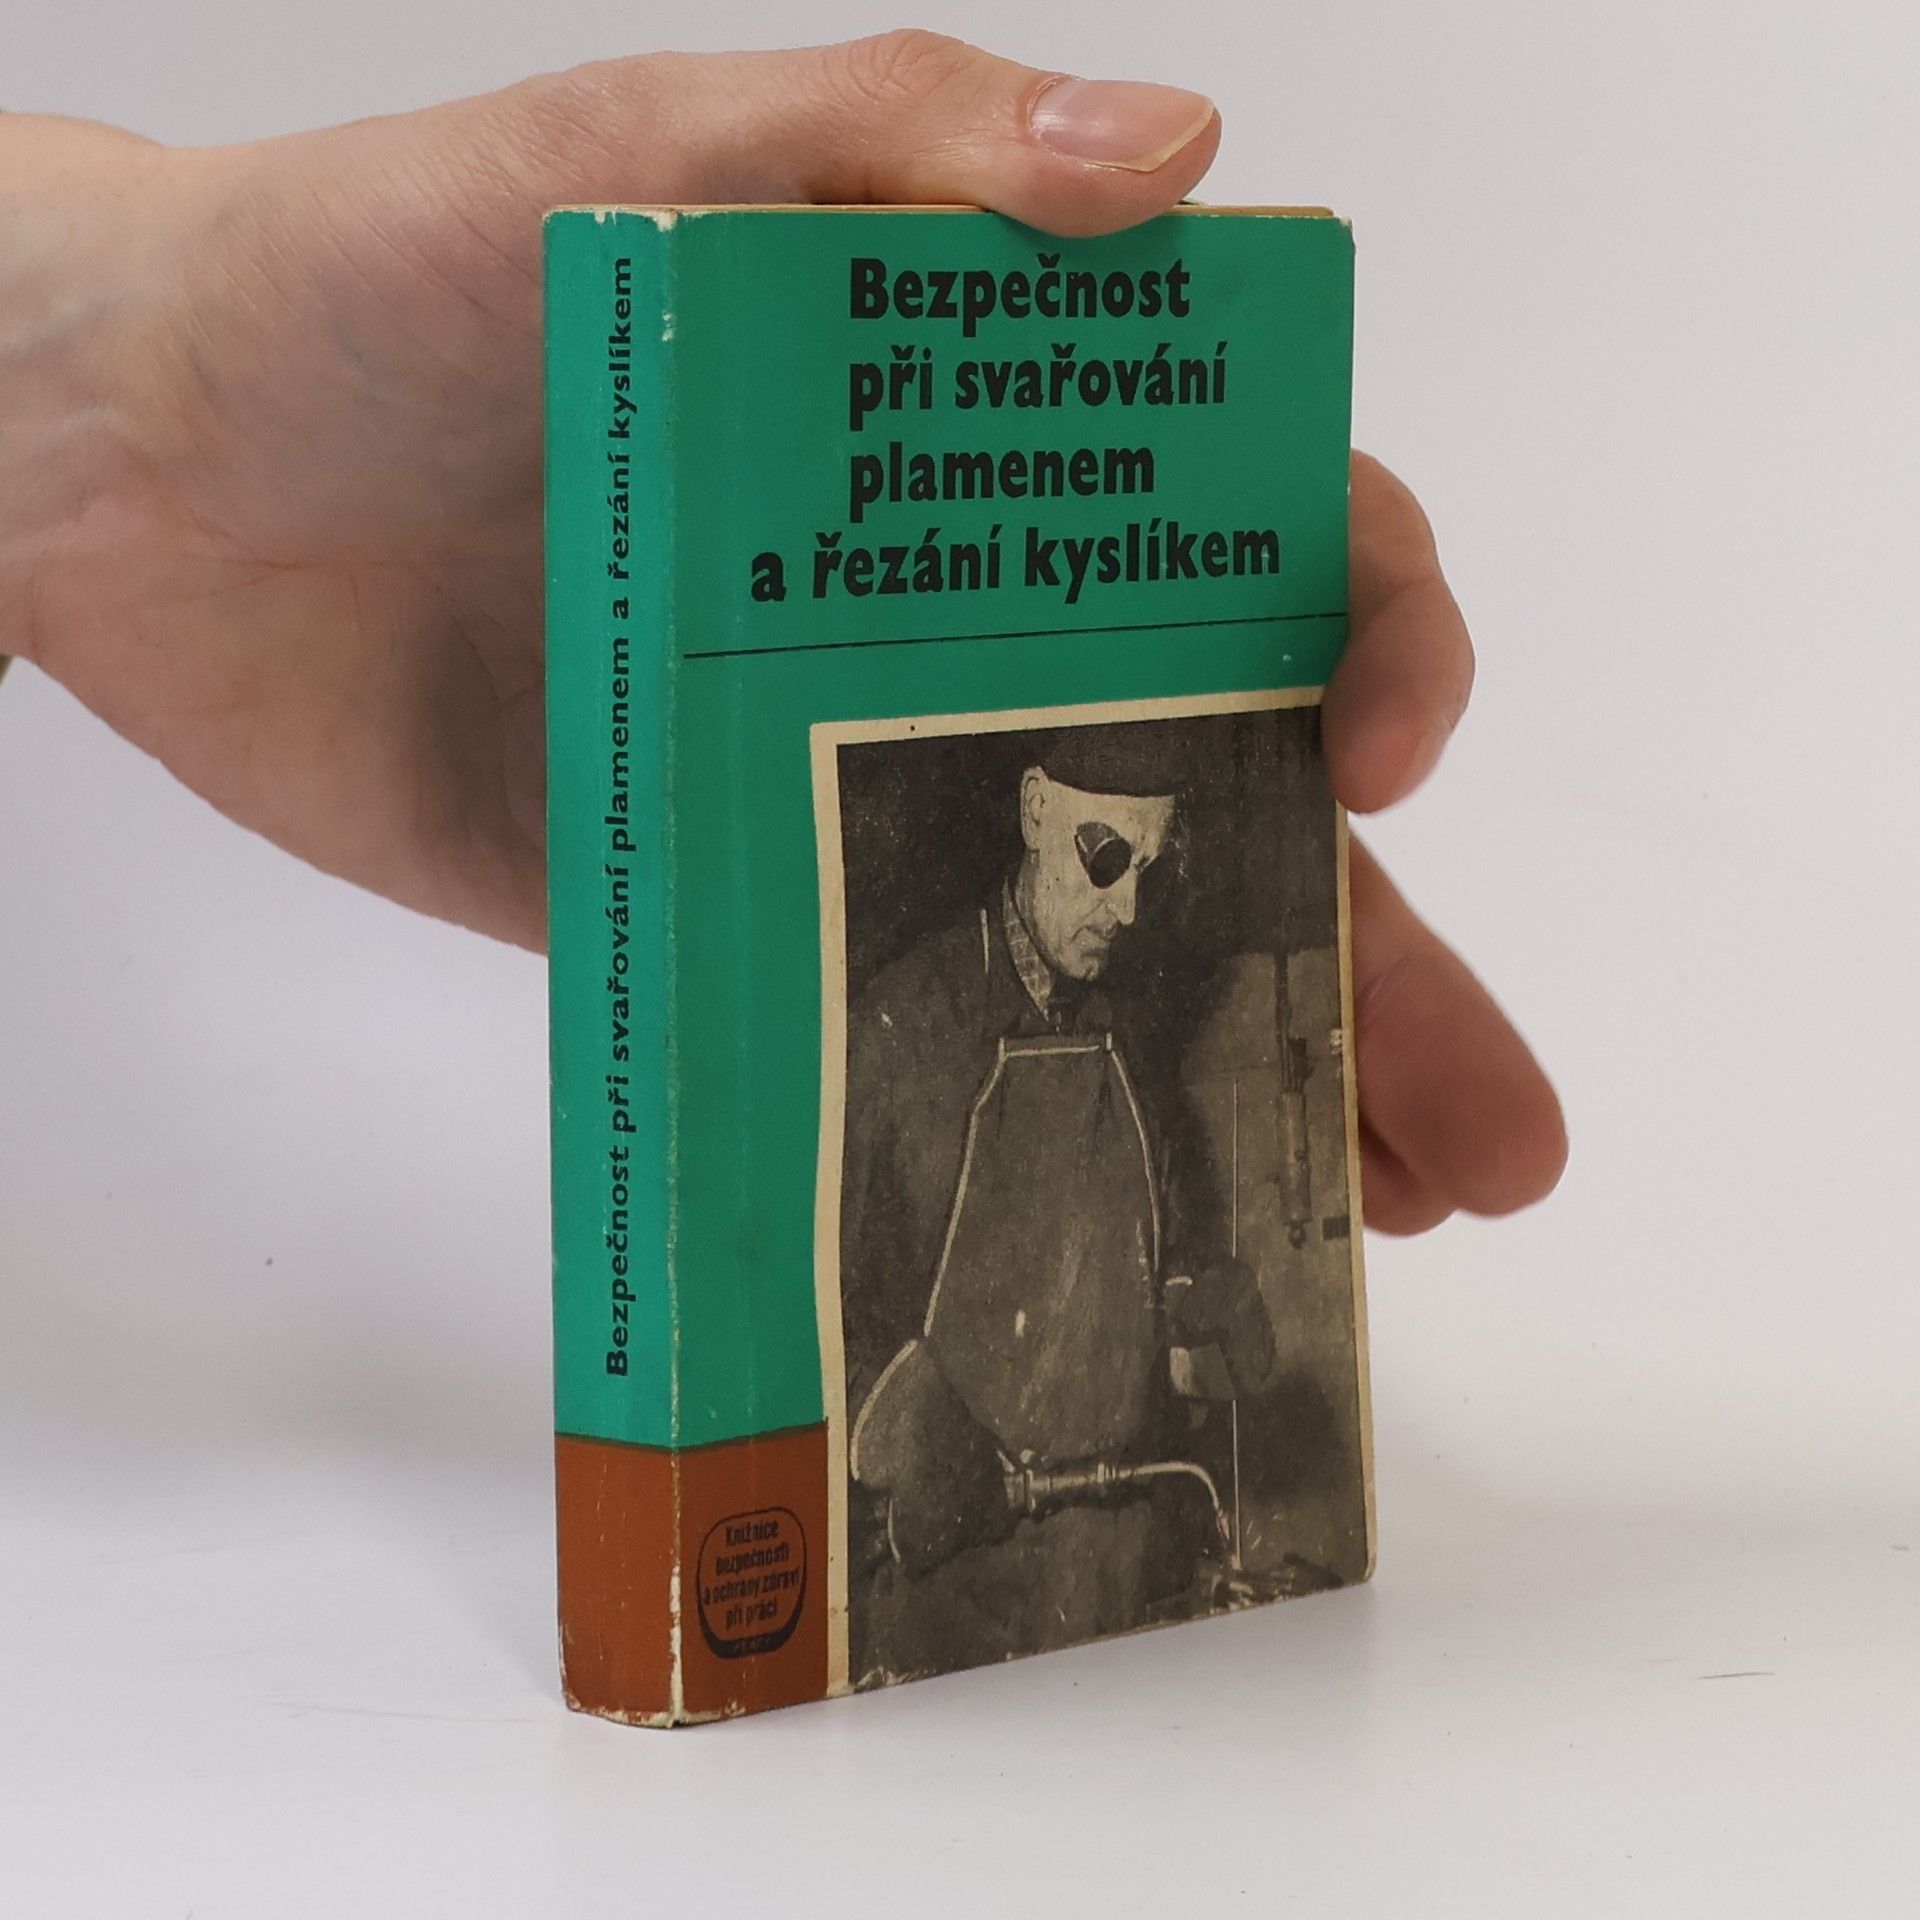 Bezpečnost při svařování plamenem a řezání kyslíkem
Bezpečnost
při svařování
plamenem
a řezání kyslíkem
Knižnice
bezpečnosti
a ochrany zdraví
při práci